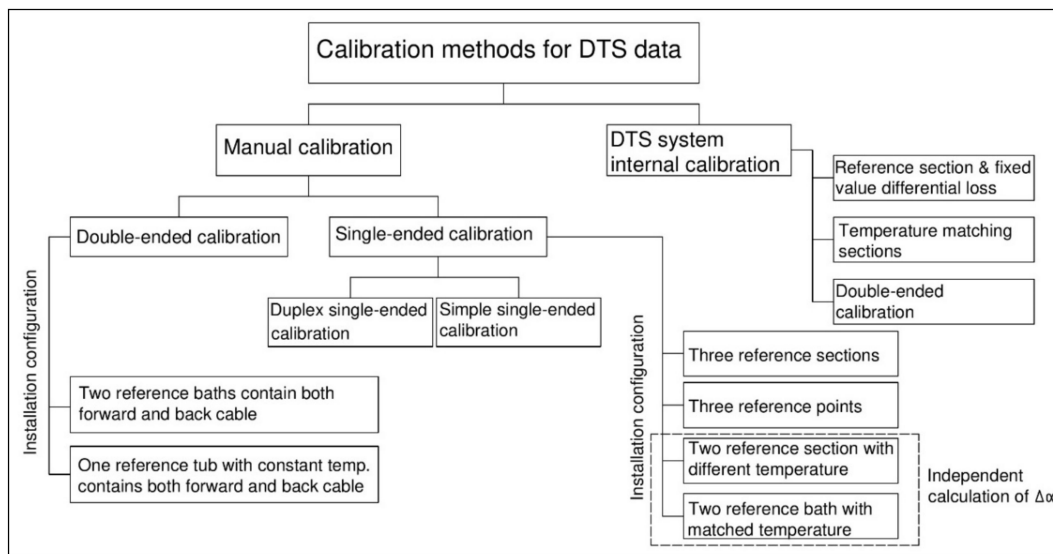 Calibration methods for DTS data
Manual calibration
DTS system
internal calibration
Reference section & fixed
value differential loss
Temperature matching
sections
Double-ended
calibration
Double-ended calibration
Single-ended calibration
Duplex single-ended
calibration
Simple single-ended
calibration
Installation configuration
Two reference baths contain both
forward and back cable
One reference tub with constant temp.
contains both forward and back cable
Installation configuration
Three reference sections
Three reference points
Two reference section with
different temperature
Two reference bath with
matched temperature
Independent
calculation of Δα